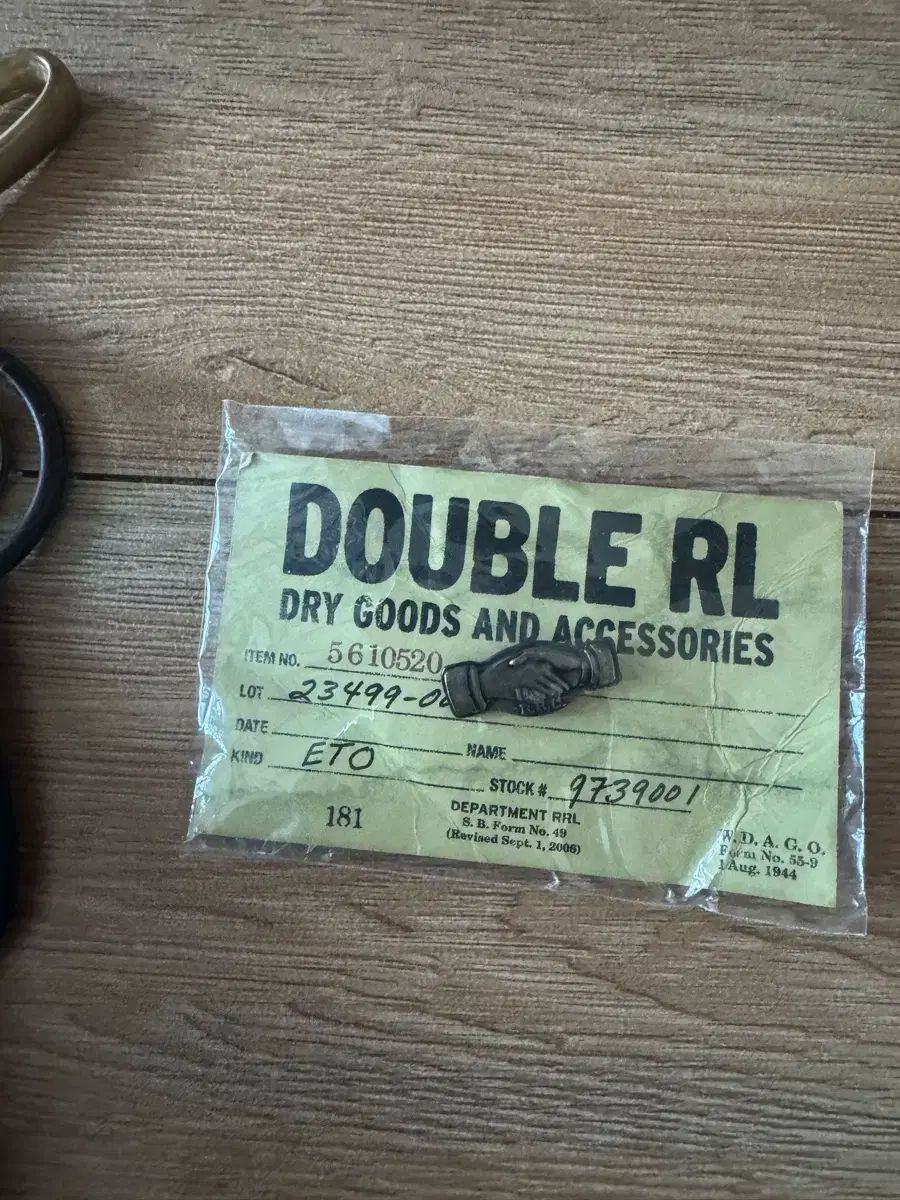 DOUBLE RL
DRY GOODS AND ACCESSORIES
ITEM NO. 5610520
LOT 23499-0
DATE NAME
KIND ETO STOCK # 9739001
181
DEPARTMENT RRL
S. B. Form No. 49
(Revised Sept. 1, 2006)
W. D. A. G. O.
Form No. 55-9
1 Aug. 1944